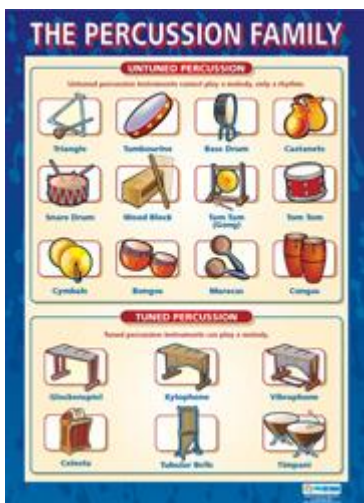 THE PERCUSSION FAMILY
UNTUNED PERCUSSION
Untuned percussion instruments cannot play a melody, only a rhythm.
Triangle Tambourine Bass Drum Castanets
Snare Drum Wood Block Tam Tam (Gong) Tom Tom
Cymbals Bongos Maracas Congas
TUNED PERCUSSION
Tuned percussion instruments can play a melody.
Glockenspiel Xylophone Vibraphone
Celesta Tubular Bells Timpani